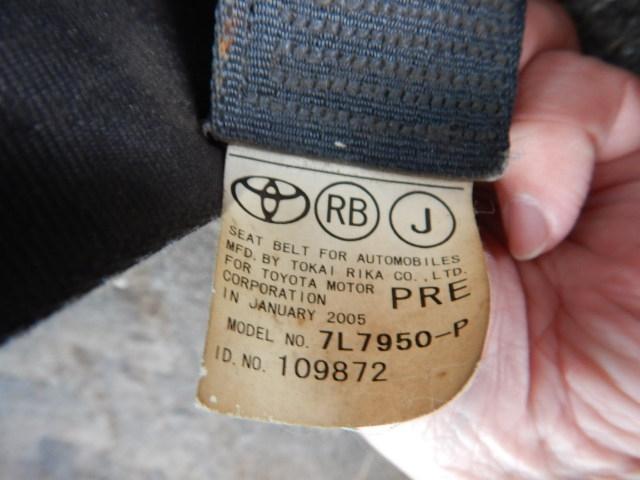 RB J
SEAT BELT FOR AUTOMOBILES
MFD. BY TOKAI RIKA CO.,LTD.
FOR TOYOTA MOTOR
CORPORATION PRE
IN JANUARY 2005
MODEL NO. 7L7950-P
ID. NO. 109872